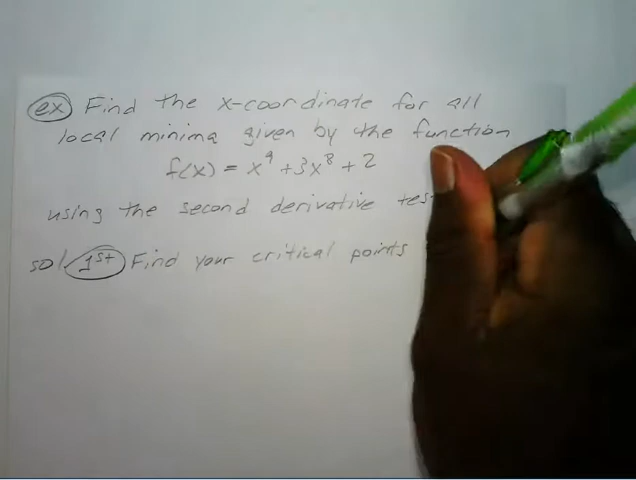 ex Find the x-coordinate for all
local minima given by the function
f(x) = x⁹ + 3x⁸ + 2
using the second derivative tes
sol 1st Find your critical points